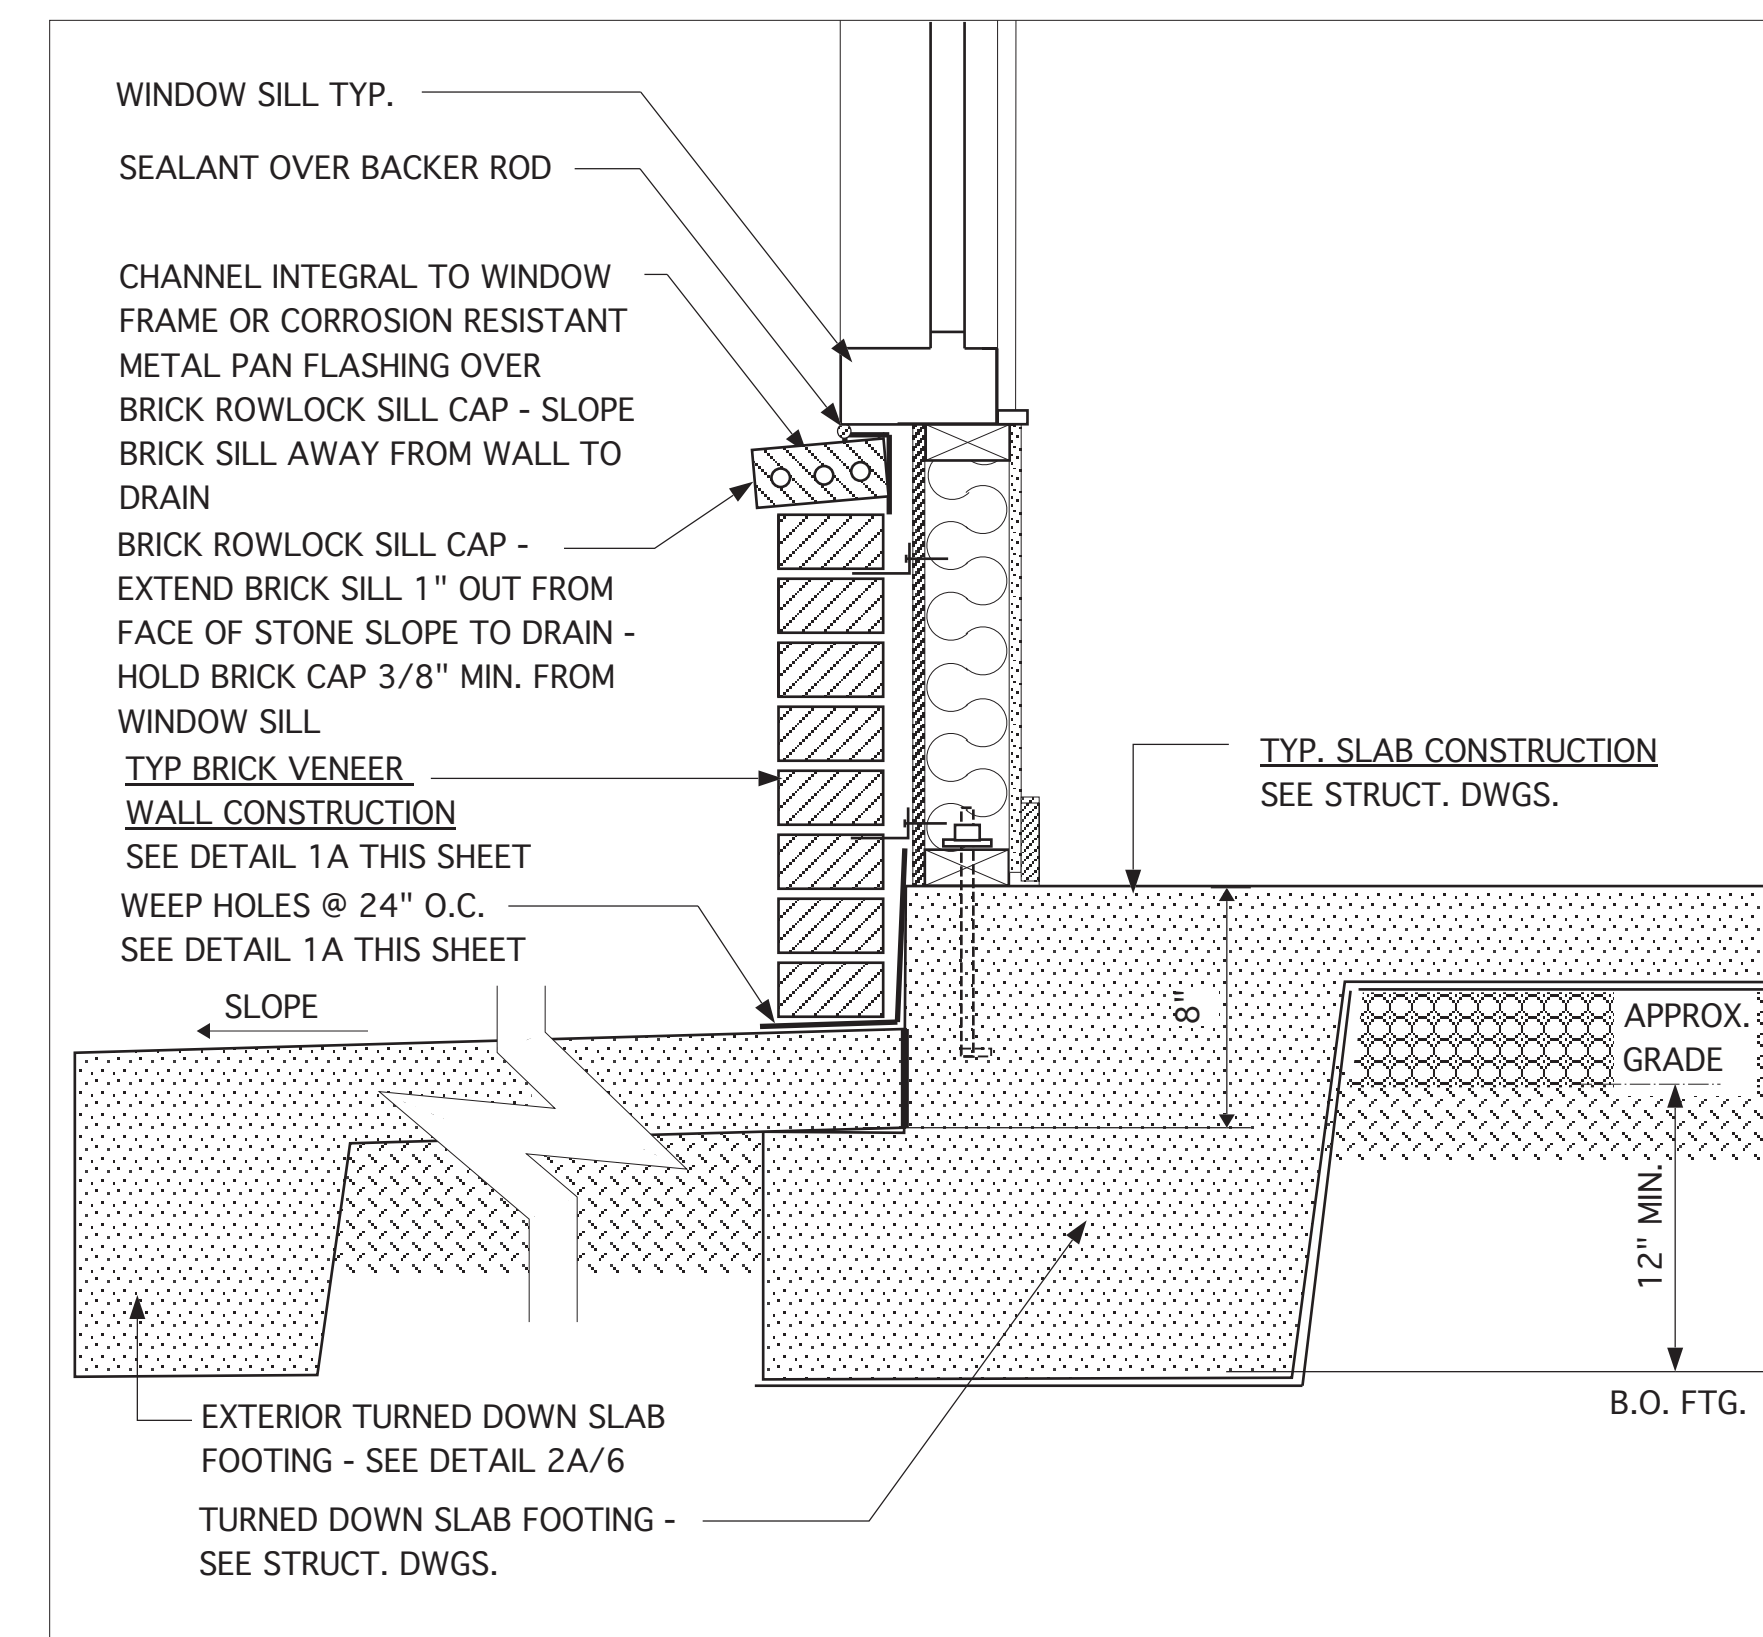 WINDOW SILL TYP.
SEALANT OVER BACKER ROD
CHANNEL INTEGRAL TO WINDOW
FRAME OR CORROSION RESISTANT
METAL PAN FLASHING OVER
BRICK ROWLOCK SILL CAP - SLOPE
BRICK SILL AWAY FROM WALL TO
DRAIN
BRICK ROWLOCK SILL CAP -
EXTEND BRICK SILL 1" OUT FROM
FACE OF STONE SLOPE TO DRAIN -
HOLD BRICK CAP 3/8" MIN. FROM
WINDOW SILL
TYP BRICK VENEER
WALL CONSTRUCTION
SEE DETAIL 1A THIS SHEET
WEEP HOLES @ 24" O.C.
SEE DETAIL 1A THIS SHEET
SLOPE
TYP. SLAB CONSTRUCTION
SEE STRUCT. DWGS.
8"
APPROX.
GRADE
12" MIN.
B.O. FTG.
EXTERIOR TURNED DOWN SLAB
FOOTING - SEE DETAIL 2A/6
TURNED DOWN SLAB FOOTING -
SEE STRUCT. DWGS.